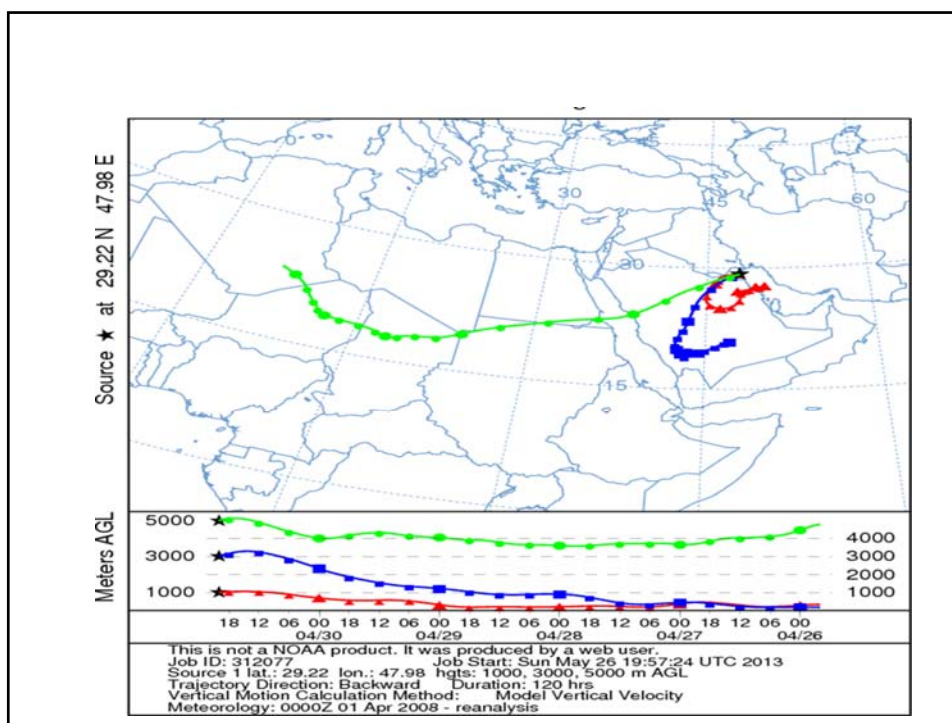 Source ★ at 29.22 N 47.98 E
0
45
30
45
60
30
15
Meters AGL
5000
3000
1000
4000
3000
2000
1000
18 12 06 00 18 12 06 00 18 12 06 00 18 12 06 00 18 12 06 00
04/30 04/29 04/28 04/27 04/26
This is not a NOAA product. It was produced by a web user.
Job ID: 312077 Job Start: Sun May 26 19:57:24 UTC 2013
Source 1 lat.: 29.22 lon.: 47.98 hgts: 1000, 3000, 5000 m AGL
Trajectory Direction: Backward Duration: 120 hrs
Vertical Motion Calculation Method: Model Vertical Velocity
Meteorology: 0000Z 01 Apr 2008 - reanalysis